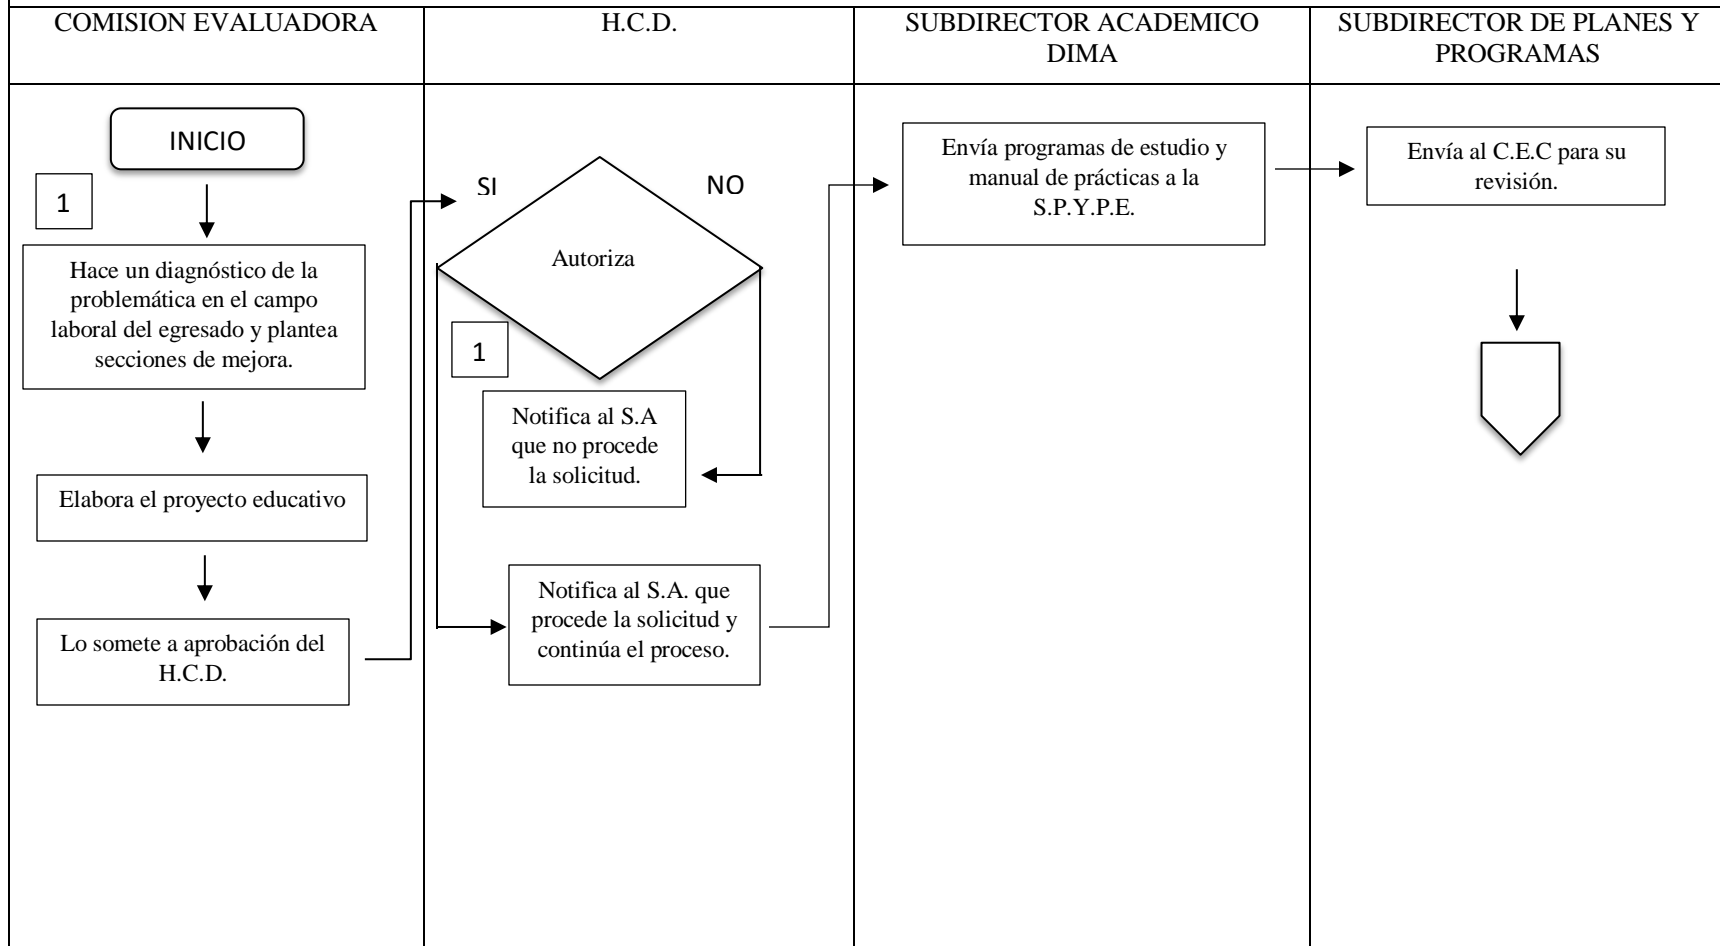 COMISION EVALUADORA
H.C.D.
SUBDIRECTOR ACADEMICO
DIMA
SUBDIRECTOR DE PLANES Y
PROGRAMAS
INICIO
1
Hace un diagnóstico de la
problemática en el campo
laboral del egresado y plantea
secciones de mejora.
Elabora el proyecto educativo
Lo somete a aprobación del
H.C.D.
SI
NO
Autoriza
1
Notifica al S.A
que no procede
la solicitud.
Notifica al S.A. que
procede la solicitud y
continúa el proceso.
Envía programas de estudio y
manual de prácticas a la
S.P.Y.P.E.
Envía al C.E.C para su
revisión.